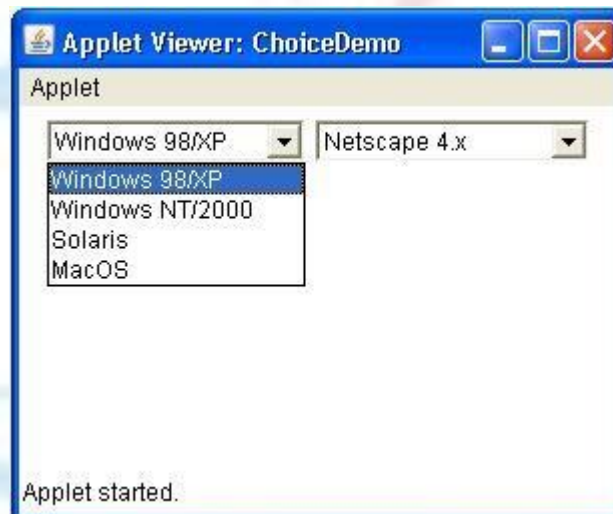 Applet Viewer: ChoiceDemo
Applet
Windows 98/XP Netscape 4.x
Windows 98/XP
Windows NT/2000
Solaris
MacOS
Applet started.